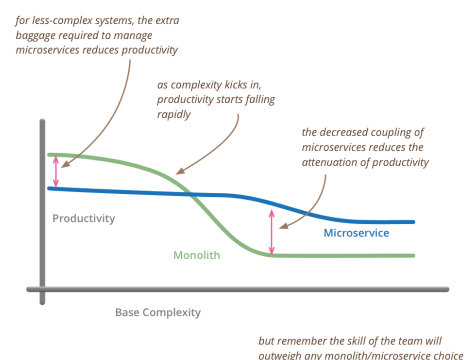 for less-complex systems, the extra
baggage required to manage
microservices reduces productivity
as complexity kicks in,
productivity starts falling
rapidly
the decreased coupling of
microservices reduces the
attenuation of productivity
Productivity
Microservice
Monolith
Base Complexity
but remember the skill of the team will
outweigh any monolith/microservice choice